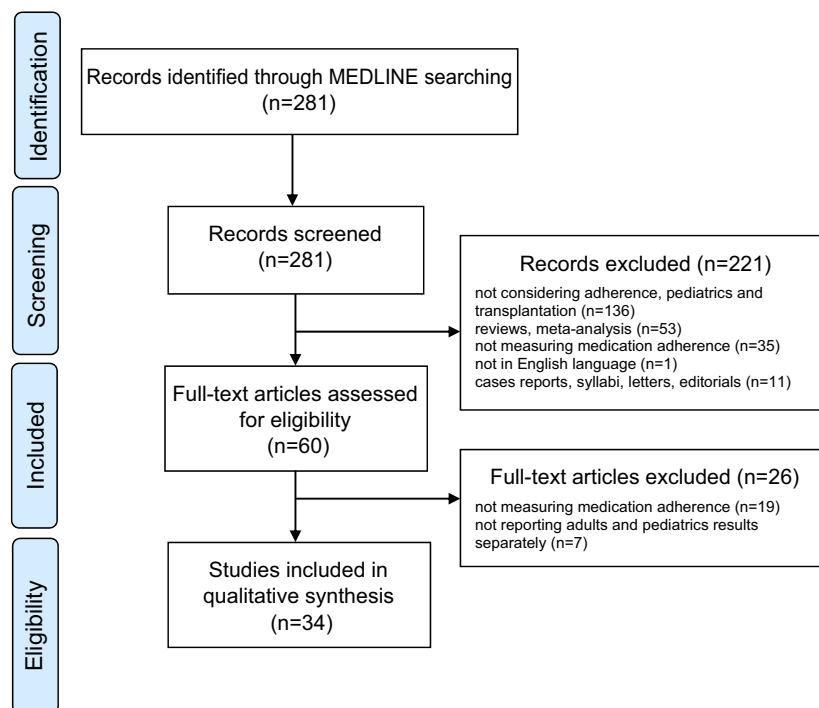 Identification
Records identified through MEDLINE searching
(n=281)
Screening
Records screened
(n=281)
Records excluded (n=221)
not considering adherence, pediatrics and
transplantation (n=136)
reviews, meta-analysis (n=53)
not measuring medication adherence (n=35)
not in English language (n=1)
cases reports, syllabi, letters, editorials (n=11)
Included
Full-text articles assessed
for eligibility
(n=60)
Full-text articles excluded (n=26)
not measuring medication adherence (n=19)
not reporting adults and pediatrics results
separately (n=7)
Eligibility
Studies included in
qualitative synthesis
(n=34)